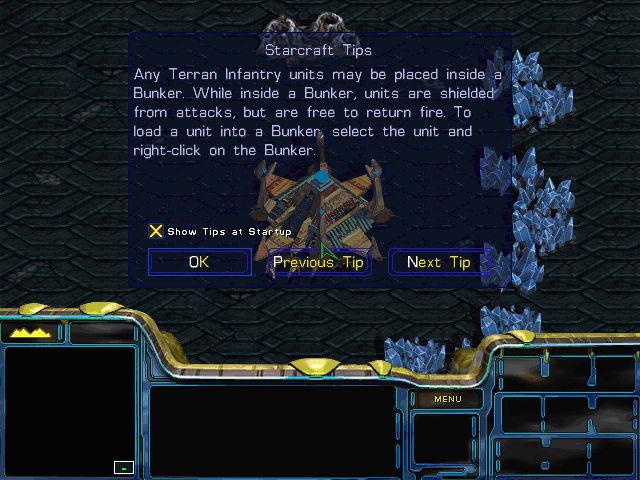 Starcraft Tips
Any Terran Infantry units may be placed inside a
Bunker. While inside a Bunker, units are shielded
from attacks, but are free to return fire. To
load a unit into a Bunker, select the unit and
right-click on the Bunker.
Show Tips at Startup
OK
Previous Tip
Next Tip
MENU